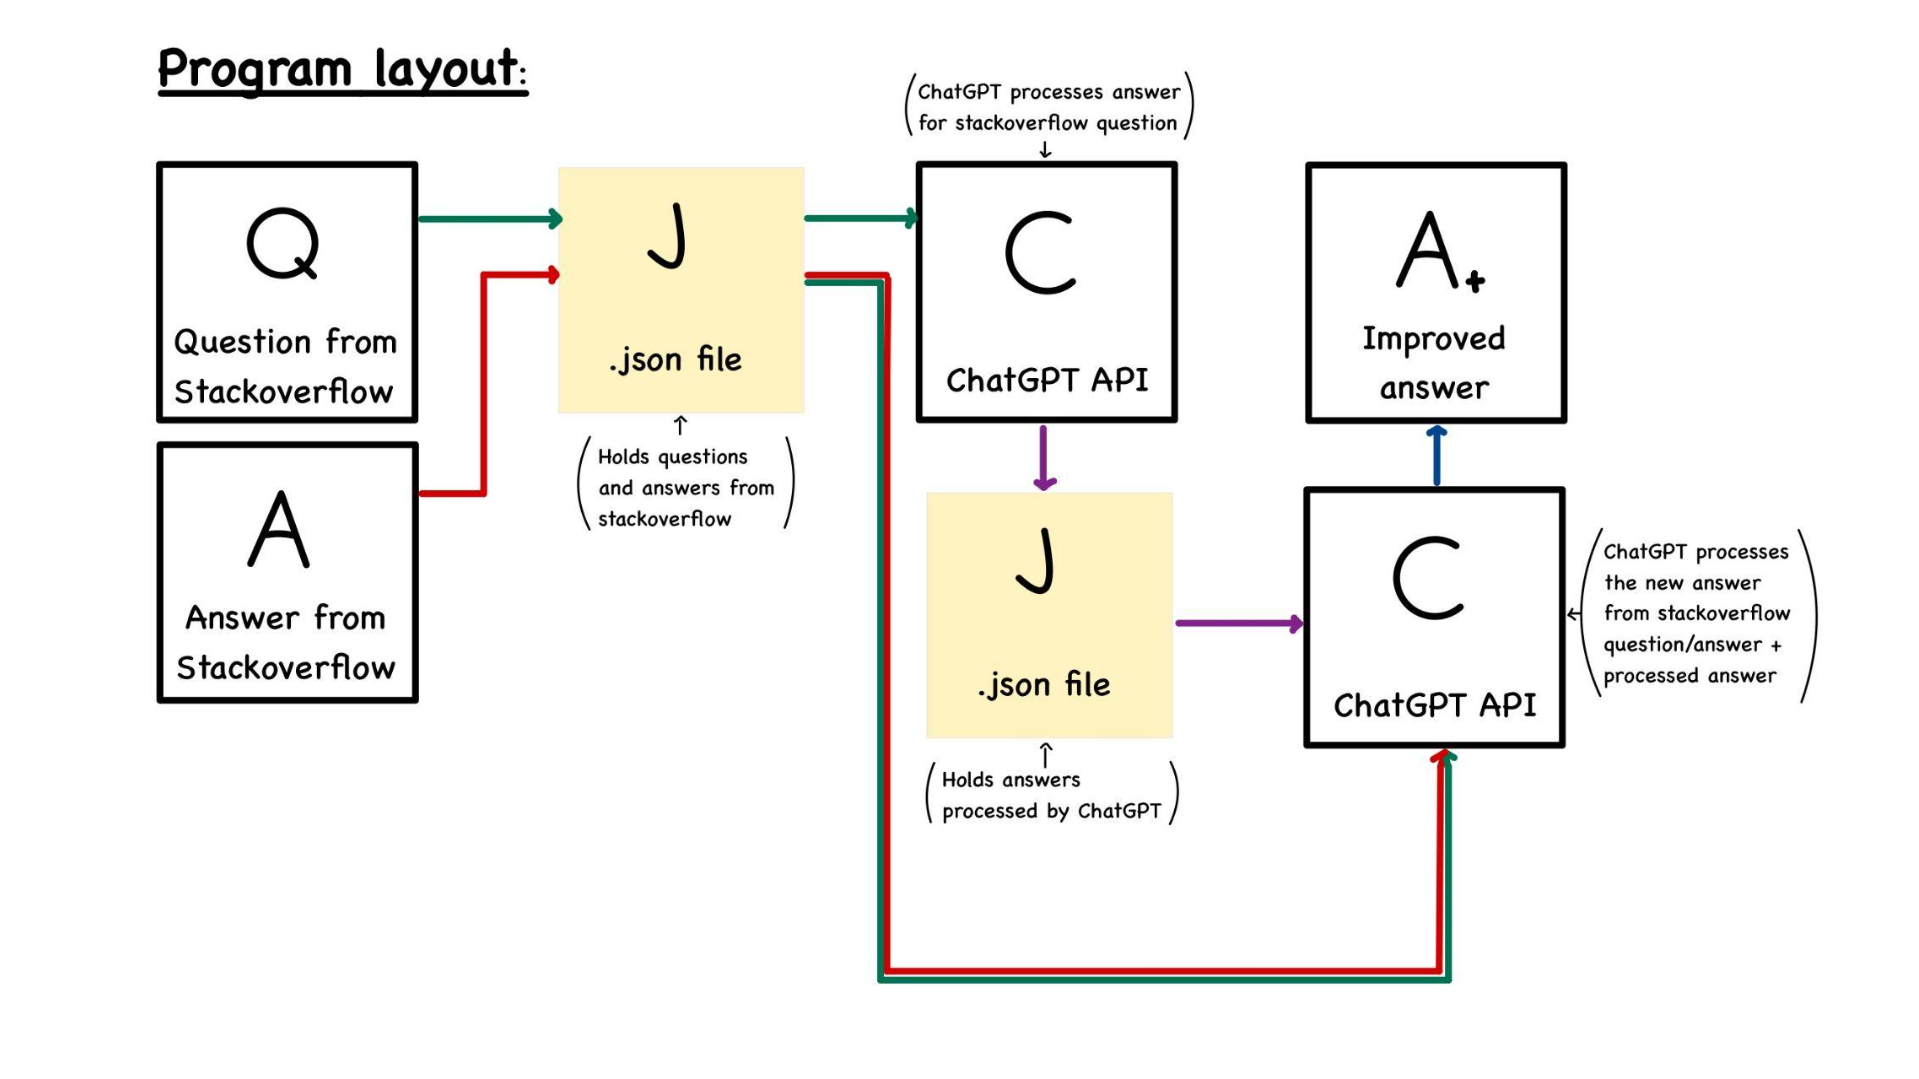 Program layout:
Q
Question from
Stackoverflow
A
Answer from
Stackoverflow
J
.json file
(Holds questions
and answers from
stackoverflow)
(ChatGPT processes answer
for stackoverflow question)
C
ChatGPT API
J
.json file
(Holds answers
processed by ChatGPT)
A+
Improved
answer
C
ChatGPT API
(ChatGPT processes
the new answer
from stackoverflow
question/answer +
processed answer)